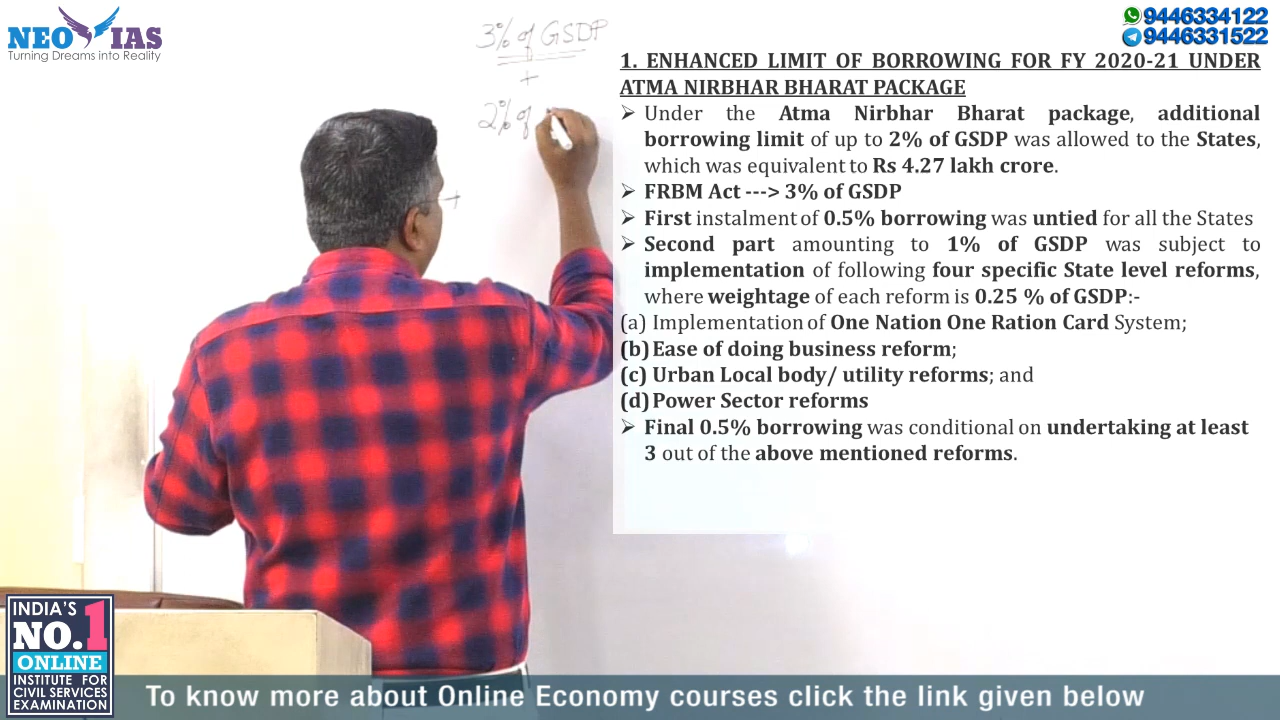 NEO IAS
Turning Dreams into Reality
3% of GSDP
+
2% of
+
9446334122
9446331522
1. ENHANCED LIMIT OF BORROWING FOR FY 2020-21 UNDER
ATMA NIRBHAR BHARAT PACKAGE
➢ Under the Atma Nirbhar Bharat package, additional
borrowing limit of up to 2% of GSDP was allowed to the States,
which was equivalent to Rs 4.27 lakh crore.
➢ FRBM Act ---> 3% of GSDP
➢ First instalment of 0.5% borrowing was untied for all the States
➢ Second part amounting to 1% of GSDP was subject to
implementation of following four specific State level reforms,
where weightage of each reform is 0.25 % of GSDP:-
(a) Implementation of One Nation One Ration Card System;
(b) Ease of doing business reform;
(c) Urban Local body/ utility reforms; and
(d) Power Sector reforms
➢ Final 0.5% borrowing was conditional on undertaking at least
3 out of the above mentioned reforms.
INDIA'S
NO.1
ONLINE
INSTITUTE FOR
CIVIL SERVICES
EXAMINATION
To know more about Online Economy courses click the link given below